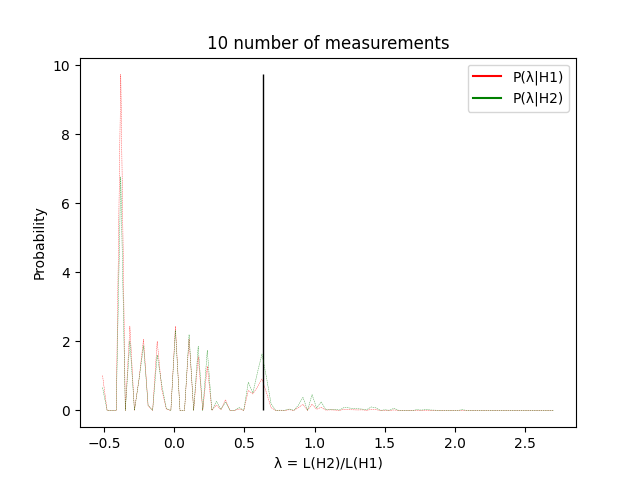 10 number of measurements
P(λ|H1)
P(λ|H2)
Probability
10
8
6
4
2
0
−0.5 0.0 0.5 1.0 1.5 2.0 2.5
λ = L(H2)/L(H1)